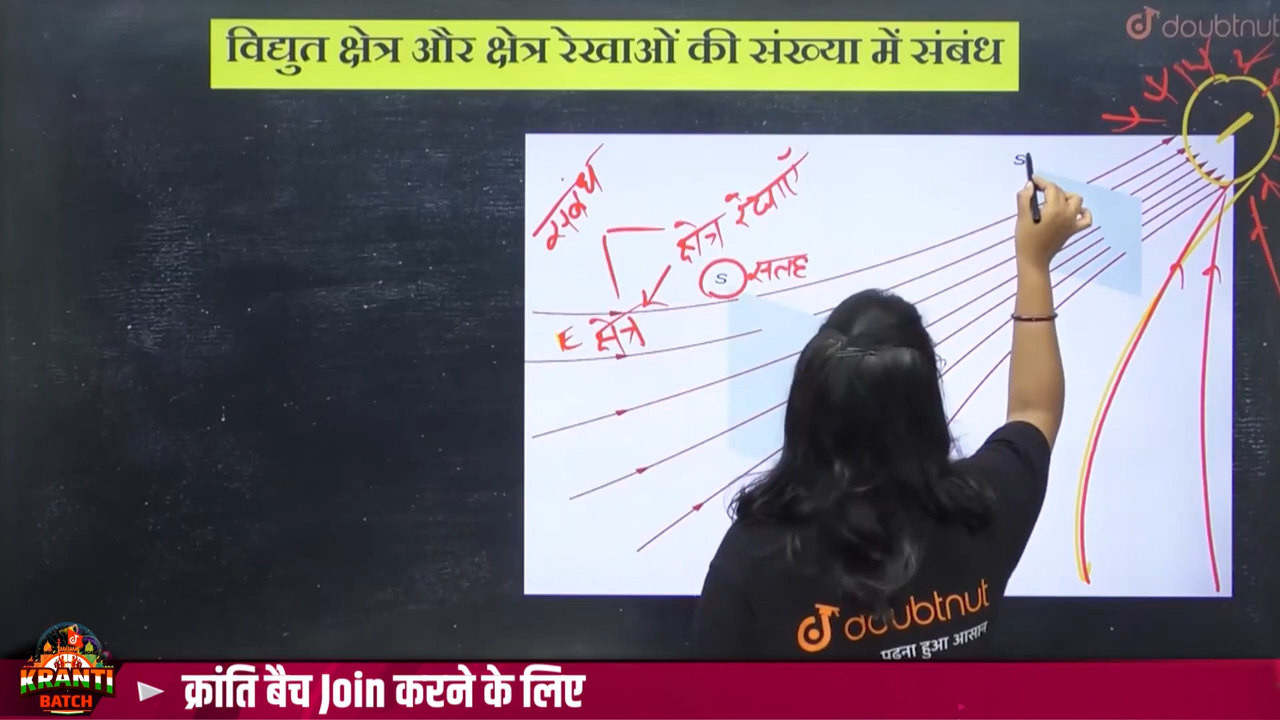 doubtnut
विद्युत क्षेत्र और क्षेत्र रेखाओं की संख्या में संबंध
संबंध
क्षेत्र रेखाएँ
S सतह
S
E क्षेत्र
doubtnut
पढ़ना हुआ आसान
KRANTI
BATCH
क्रांति बैच Join करने के लिए